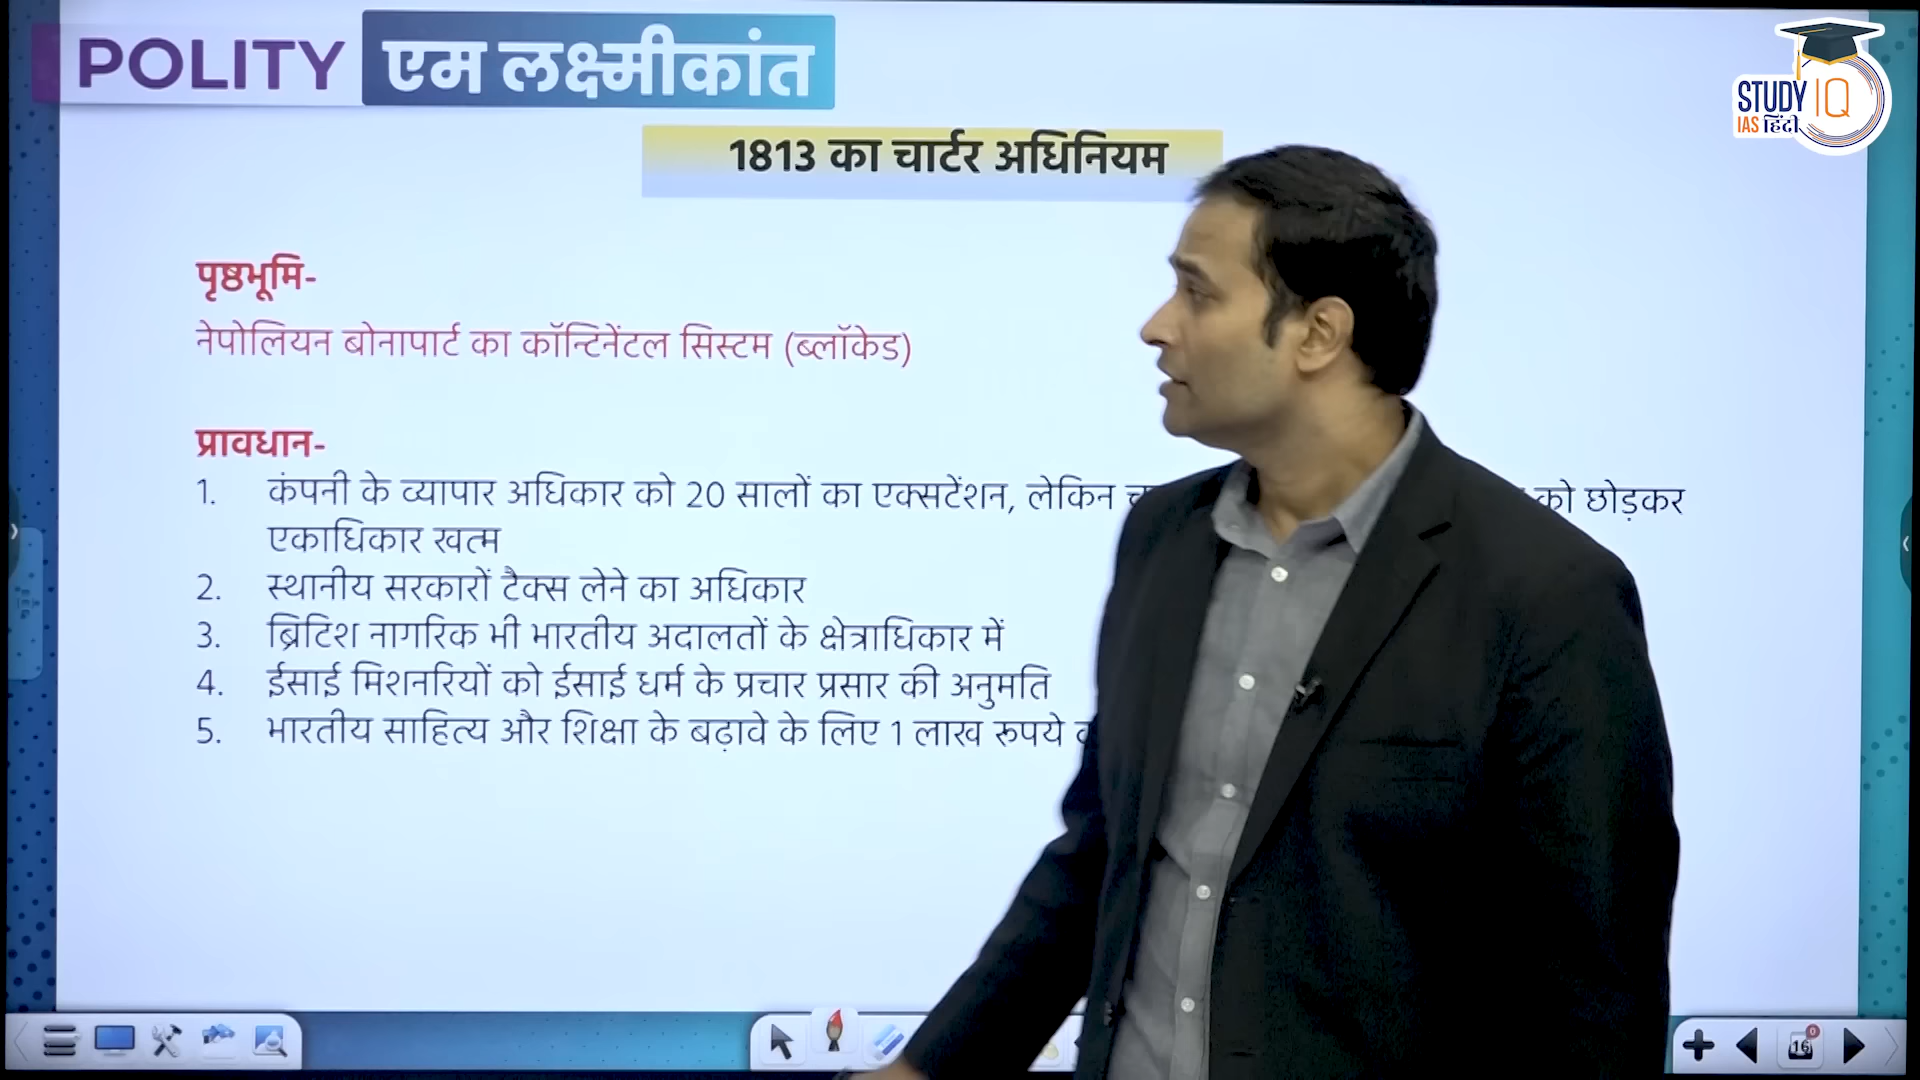 POLITY एम लक्ष्मीकांत
STUDY IQ
IAS हिंदी
1813 का चार्टर अधिनियम
पृष्ठभूमि-
नेपोलियन बोनापार्ट का कॉन्टिनेंटल सिस्टम (ब्लॉकेड)
प्रावधान-
1. कंपनी के व्यापार अधिकार को 20 सालों का एक्सटेंशन, लेकिन को छोड़कर
एकाधिकार खत्म
2. स्थानीय सरकारों टैक्स लेने का अधिकार
3. ब्रिटिश नागरिक भी भारतीय अदालतों के क्षेत्राधिकार में
4. ईसाई मिशनरियों को ईसाई धर्म के प्रचार प्रसार की अनुमति
5. भारतीय साहित्य और शिक्षा के बढ़ावे के लिए 1 लाख रूपये
16
0